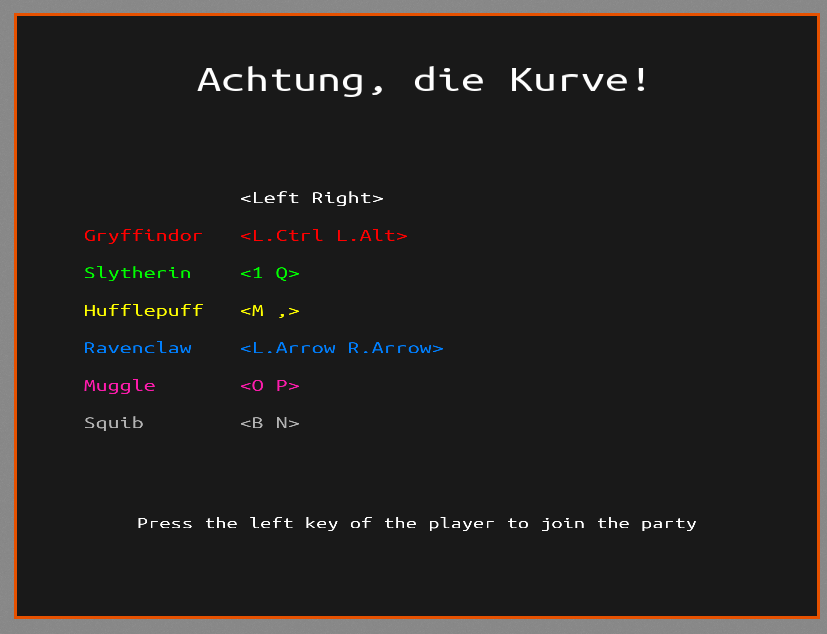 Achtung, die Kurve!
<Left Right>
Gryffindor <L.Ctrl L.Alt>
Slytherin <1 Q>
Hufflepuff <M ,>
Ravenclaw <L.Arrow R.Arrow>
Muggle <O P>
Squib <B N>
Press the left key of the player to join the party